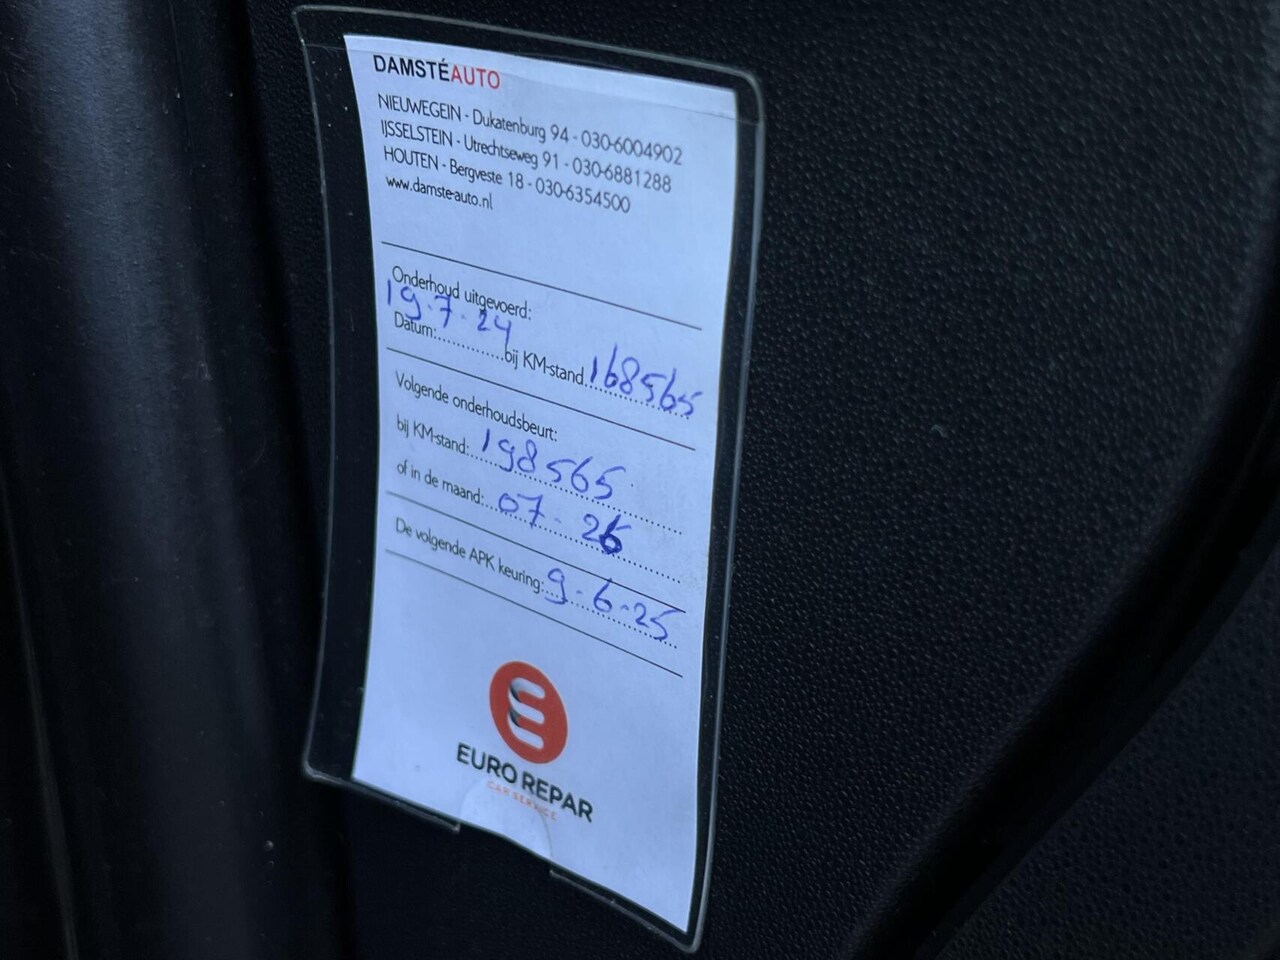 DAMSTÉAUTO
NIEUWEGEIN - Dukatenburg 94 - 030-6004902
IJSSELSTEIN - Utrechtseweg 91 - 030-6881288
HOUTEN - Bergveste 18 - 030-6354500
www.damste-auto.nl
Onderhoud uitgevoerd:
Datum: 19.7.24 bij KM-stand 168565
Volgende onderhoudsbeurt:
bij KM-stand: 198565
of in de maand: 07 - 26
De volgende APK keuring: 9-6-25
EURO REPAR
CAR SERVICE